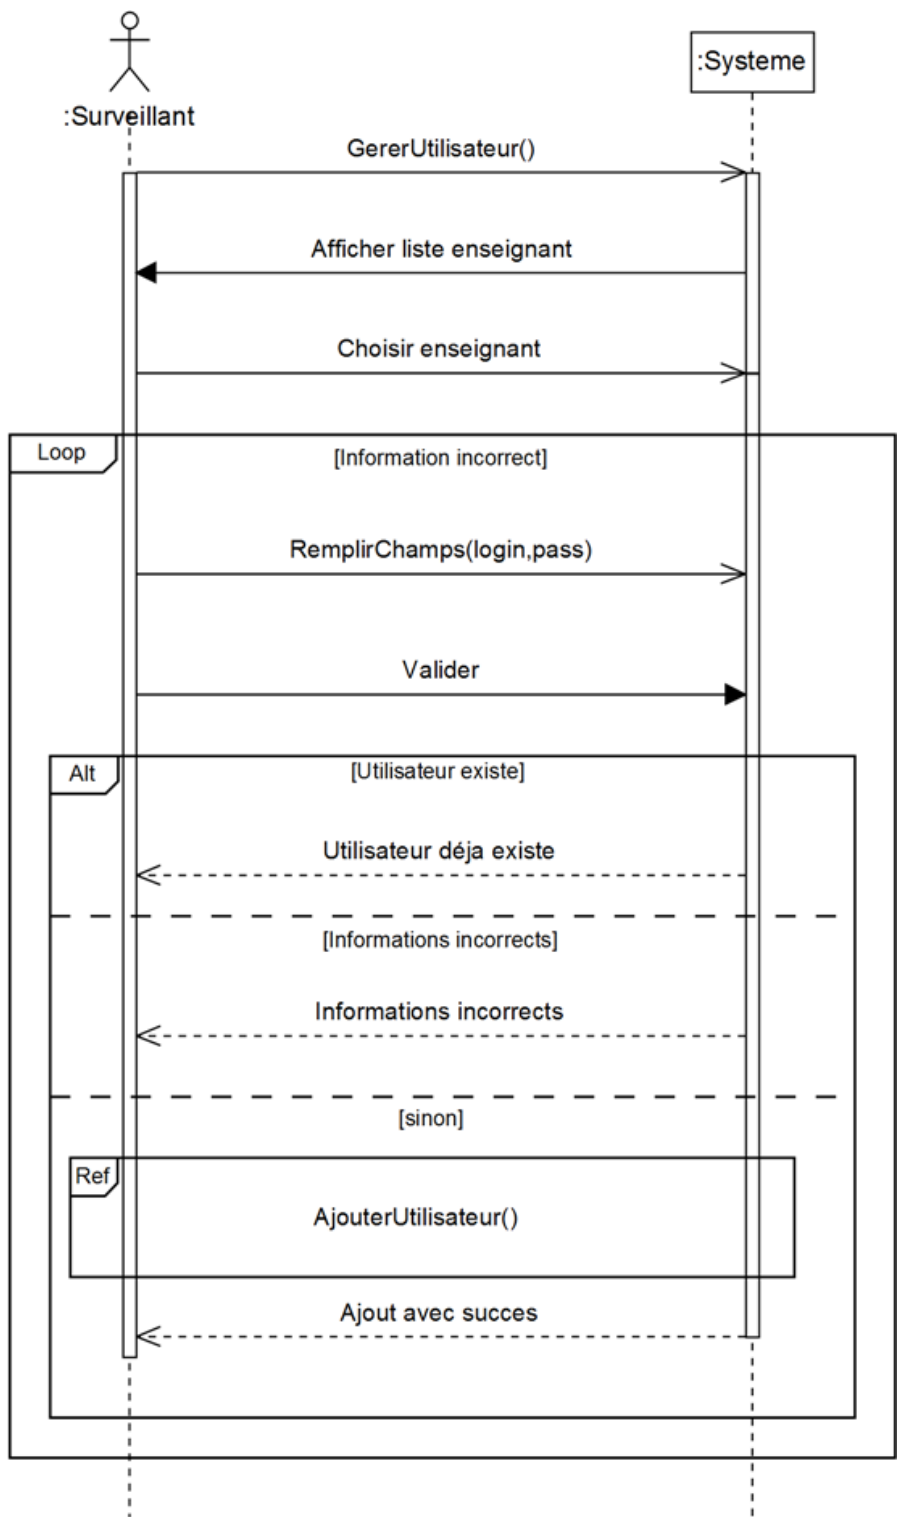 :Surveillant
:Systeme
GererUtilisateur()
Afficher liste enseignant
Choisir enseignant
Loop
[Information incorrect]
RemplirChamps(login,pass)
Valider
Alt
[Utilisateur existe]
Utilisateur déja existe
[Informations incorrects]
Informations incorrects
[sinon]
Ref
AjouterUtilisateur()
Ajout avec succes